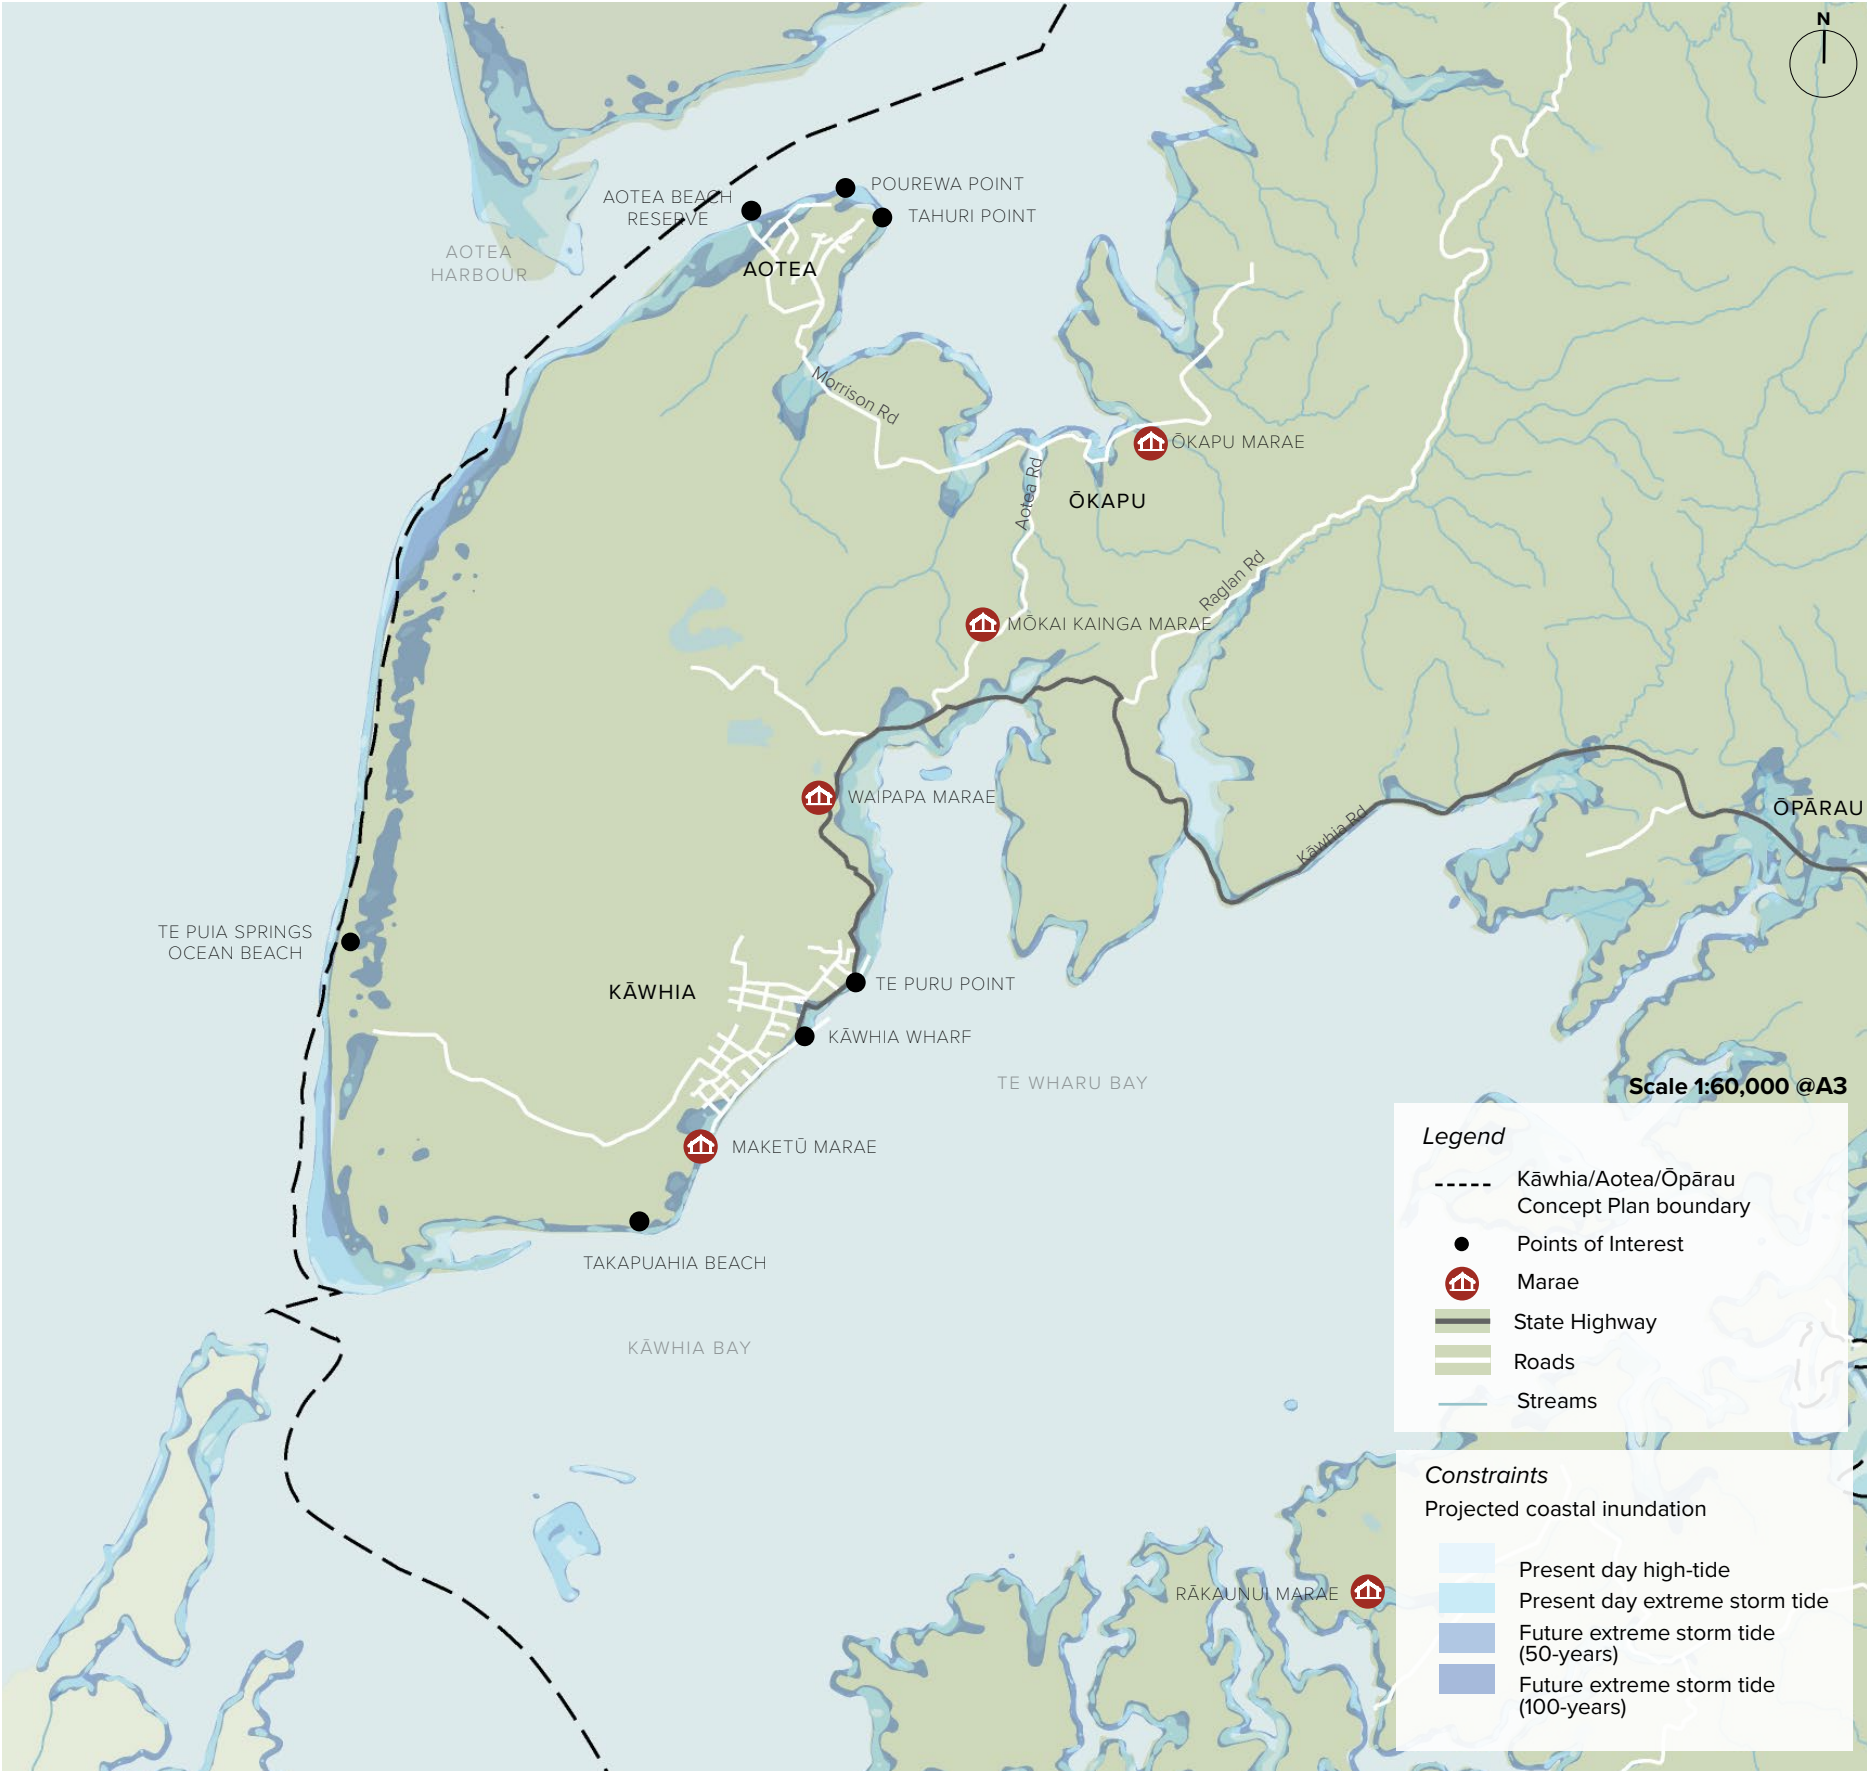 N
POUREWA POINT
AOTEA BEACH
RESERVE
TAHURI POINT
AOTEA
HARBOUR
AOTEA
Morrison Rd
ŌKAPU MARAE
Aotea Rd
ŌKAPU
Raglan Rd
MŌKAI KAINGA MARAE
WAIPAPA MARAE
ŌPĀRAU
Kāwhia Rd
TE PUIA SPRINGS
OCEAN BEACH
KĀWHIA
TE PURU POINT
KĀWHIA WHARF
TE WHARU BAY
MAKETŪ MARAE
TAKAPUAHIA BEACH
KĀWHIA BAY
RĀKAUNUI MARAE
Scale 1:60,000 @A3
Legend
Kāwhia/Aotea/Ōpārau
Concept Plan boundary
Points of Interest
Marae
State Highway
Roads
Streams
Constraints
Projected coastal inundation
Present day high-tide
Present day extreme storm tide
Future extreme storm tide
(50-years)
Future extreme storm tide
(100-years)